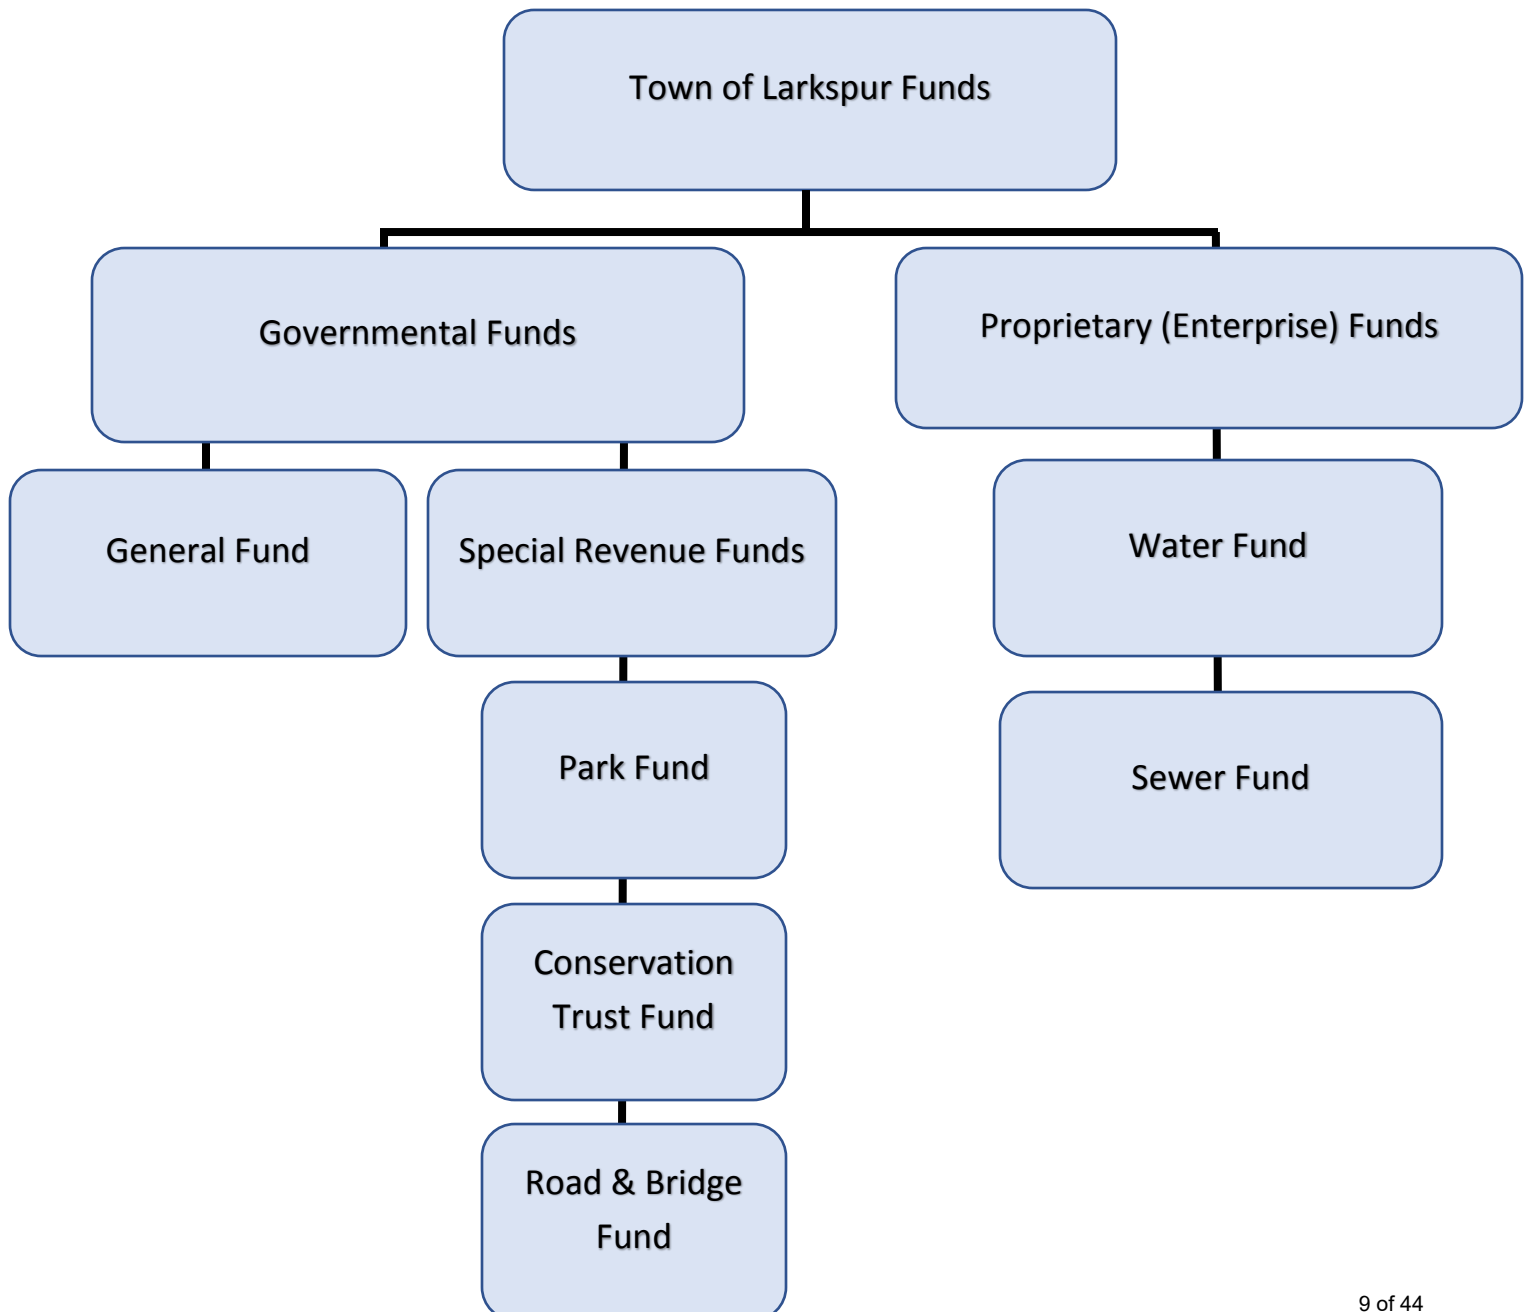 Town of Larkspur Funds
Governmental Funds
Proprietary (Enterprise) Funds
General Fund
Special Revenue Funds
Water Fund
Park Fund
Sewer Fund
Conservation
Trust Fund
Road & Bridge
Fund
9 of 44